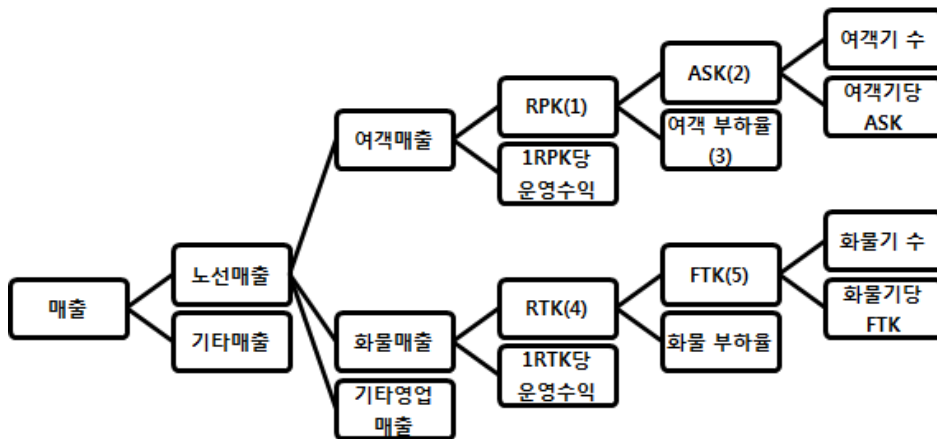 여객기 수
ASK(2)
여객기당
ASK
RPK(1)
여객매출
여객 부하율
(3)
1RPK당
운영수익
화물기 수
노선매출
FTK(5)
매출
RTK(4)
화물기당
FTK
기타매출
화물매출
화물 부하율
1RTK당
운영수익
기타영업
매출